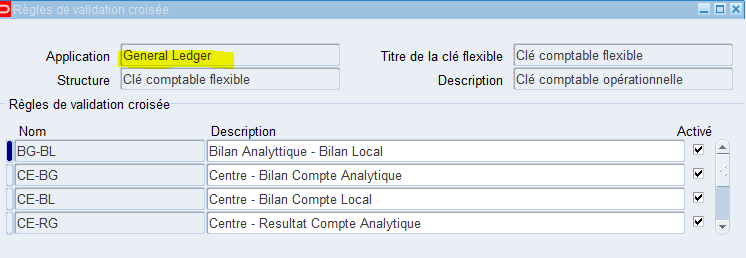 Règles de validation croisée
Application General Ledger Titre de la clé flexible Clé comptable flexible
Structure Clé comptable flexible Description Clé comptable opérationnelle
Règles de validation croisée
Nom Description Activé
BG-BL Bilan Analyttique - Bilan Local
CE-BG Centre - Bilan Compte Analytique
CE-BL Centre - Bilan Compte Local
CE-RG Centre - Resultat Compte Analytique